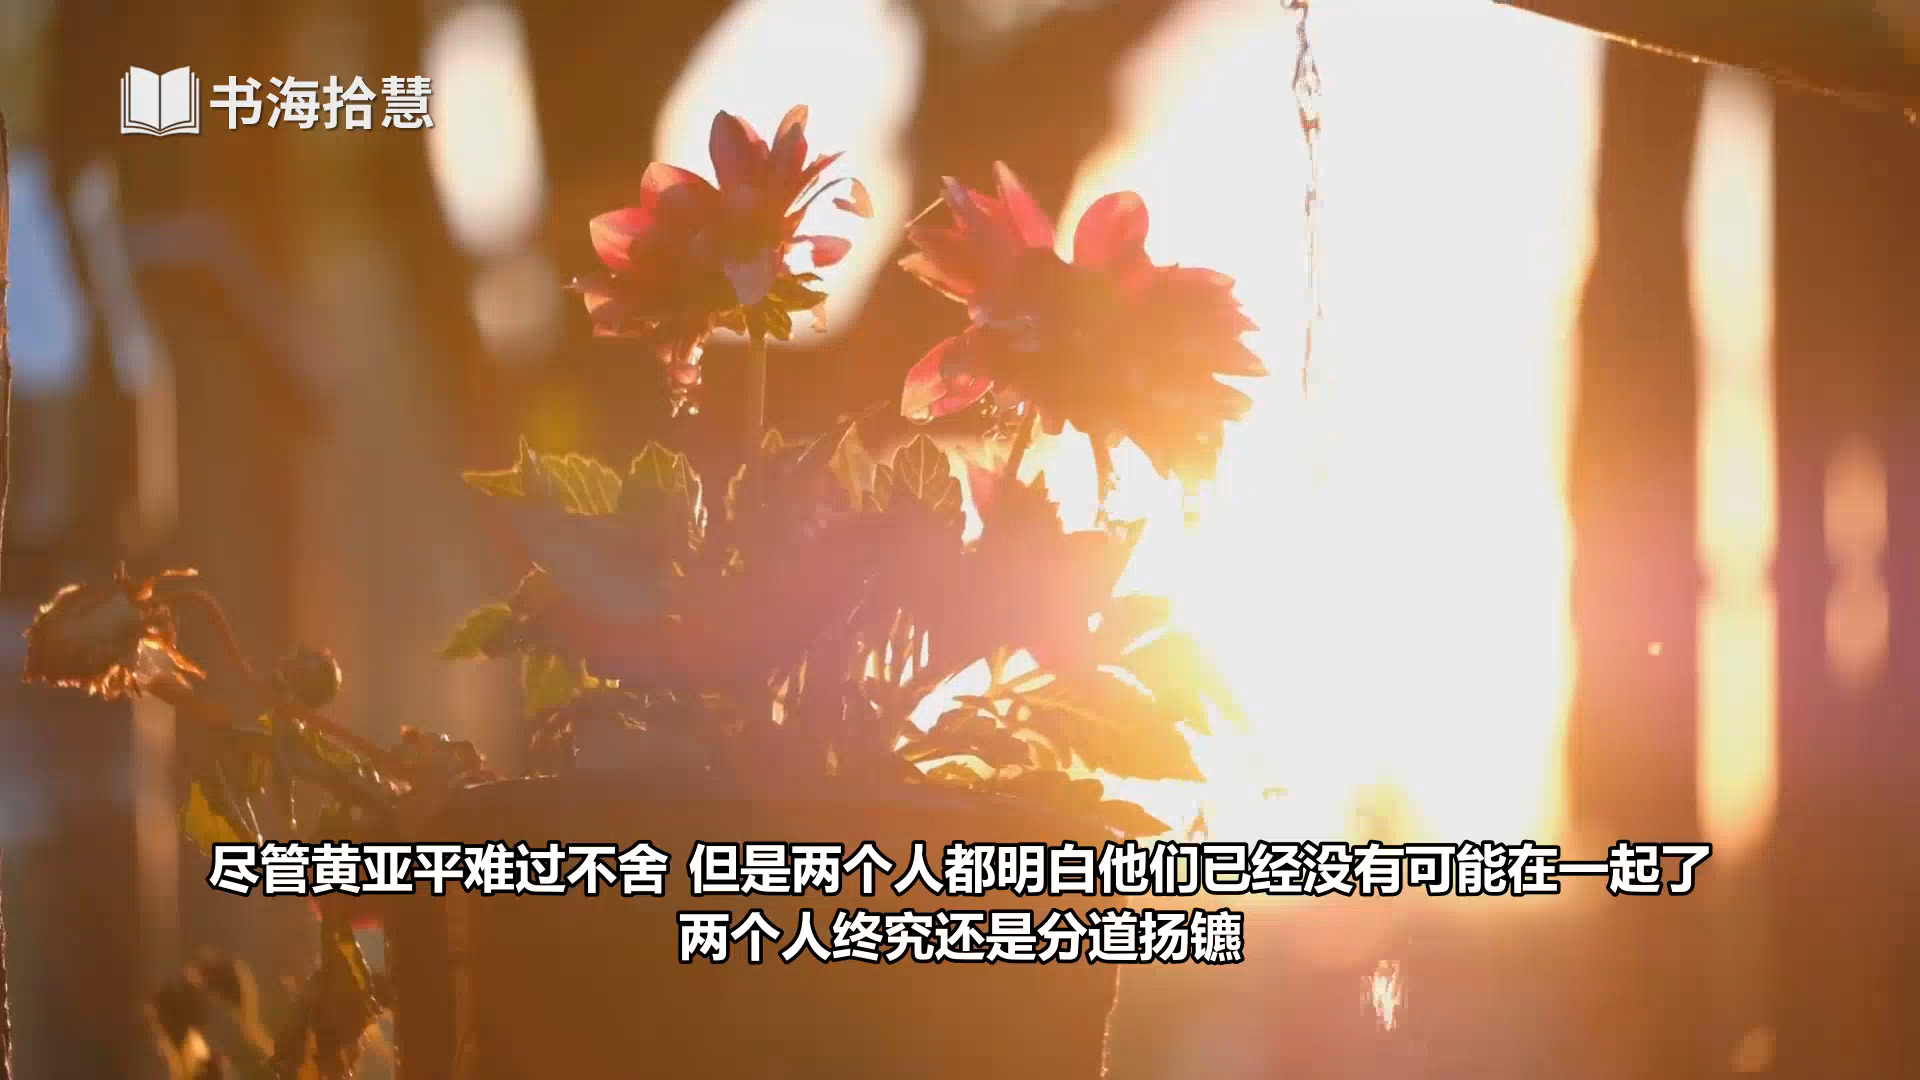 书海拾慧
尽管黄亚平难过不舍 但是两个人都明白他们已经没有可能在一起了
两个人终究还是分道扬镳